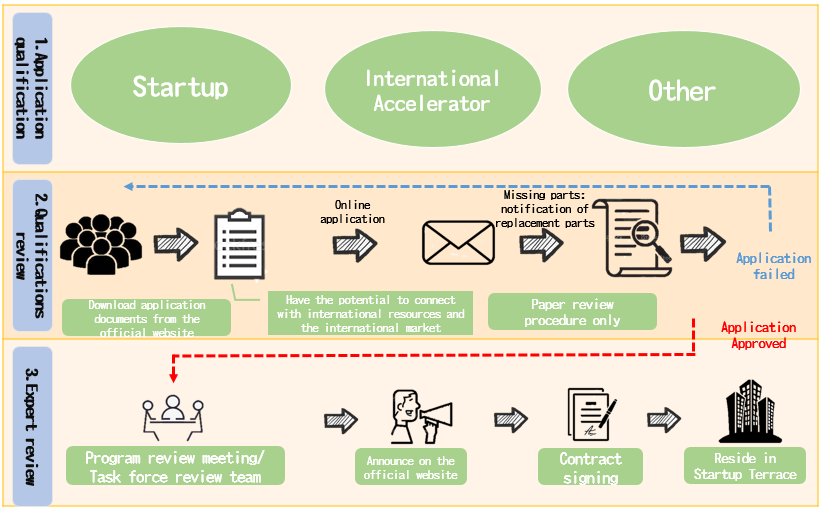 1.Application
qualification
Startup
International
Accelerator
Other
2.Qualifications
review
Online
application
Missing parts:
notification of
replacement parts
Application
failed
Download application
documents from the
official website
Have the potential to connect
with international resources and
the international market
Paper review
procedure only
Application
Approved
3.Expert review
Program review meeting/
Task force review team
Announce on the
official website
Contract
signing
Reside in
Startup Terrace